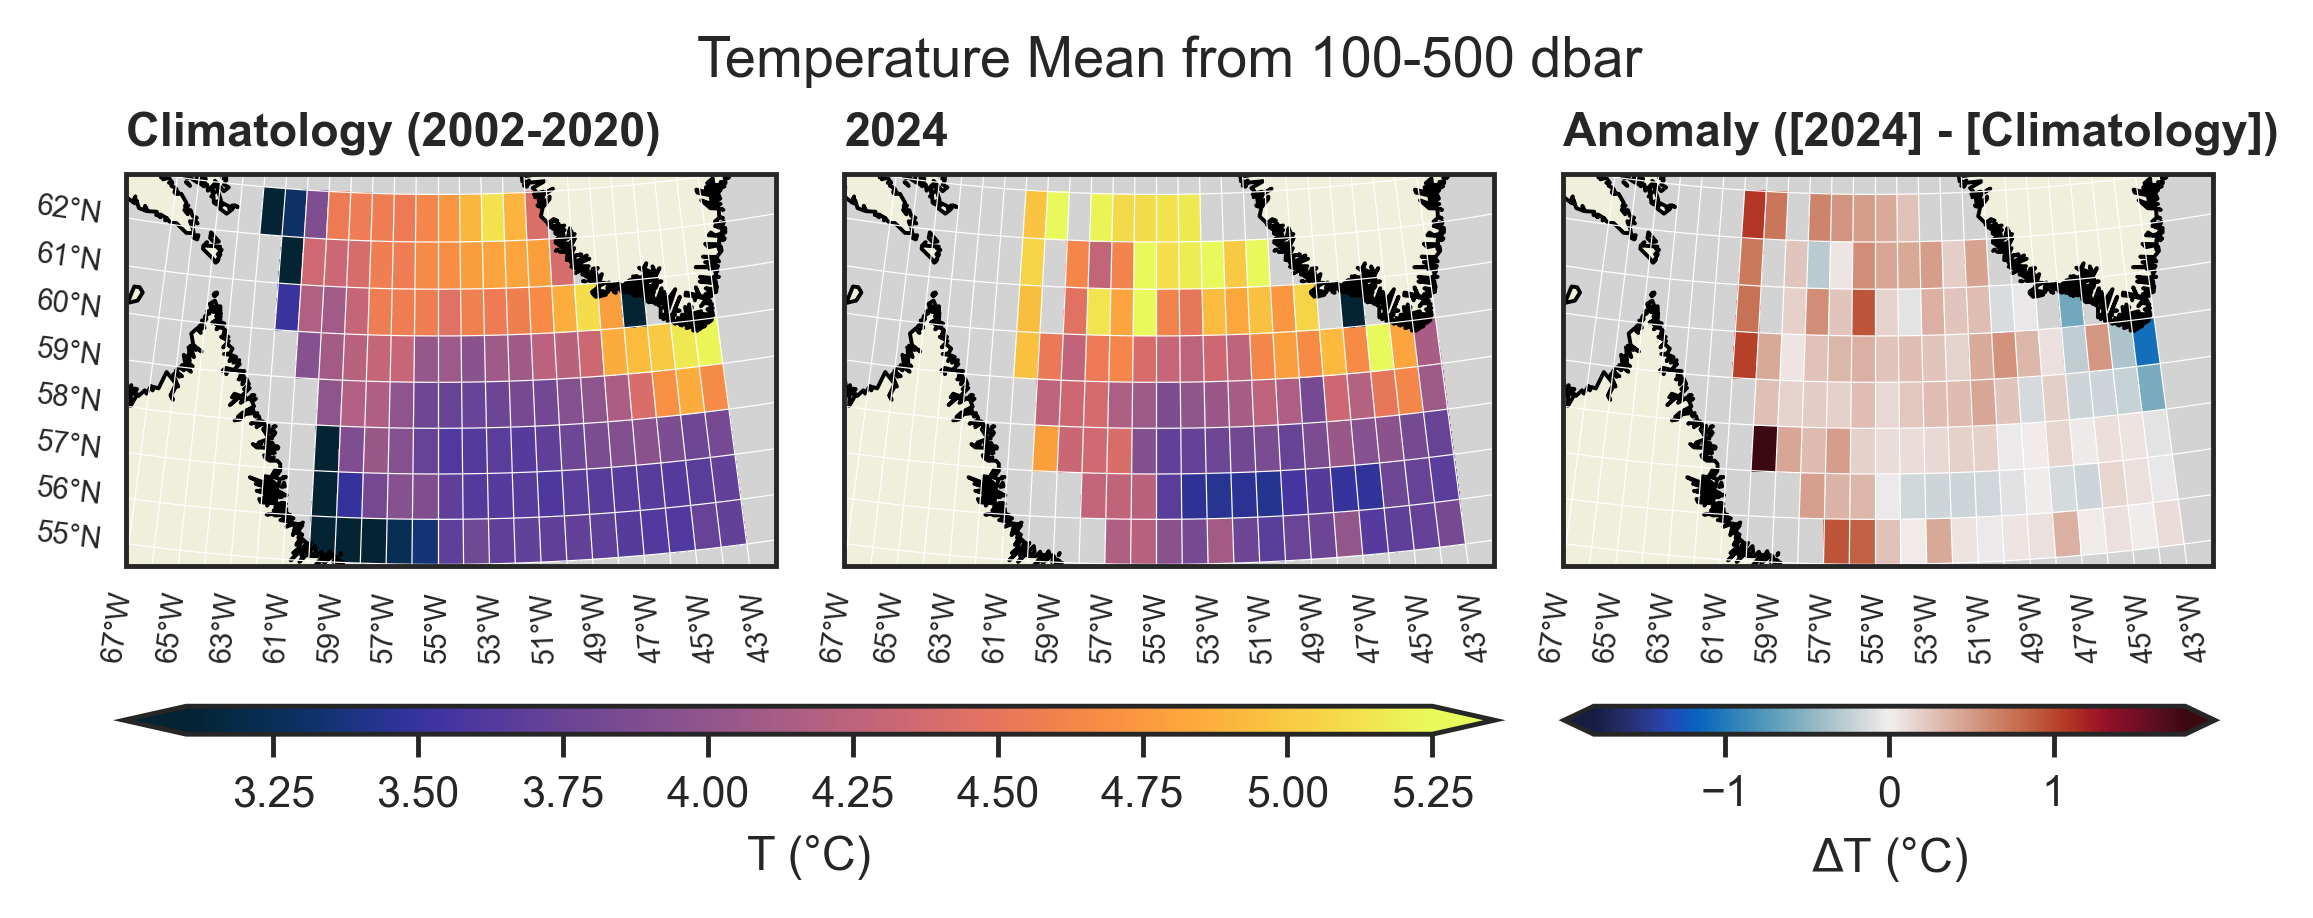 Temperature Mean from 100-500 dbar
Climatology (2002-2020)
2024
Anomaly ([2024] - [Climatology])
62°N
61°N
60°N
59°N
58°N
57°N
56°N
55°N
67°W 65°W 63°W 61°W 59°W 57°W 55°W 53°W 51°W 49°W 47°W 45°W 43°W
67°W 65°W 63°W 61°W 59°W 57°W 55°W 53°W 51°W 49°W 47°W 45°W 43°W
67°W 65°W 63°W 61°W 59°W 57°W 55°W 53°W 51°W 49°W 47°W 45°W 43°W
3.25 3.50 3.75 4.00 4.25 4.50 4.75 5.00 5.25
T (°C)
−1 0 1
ΔT (°C)